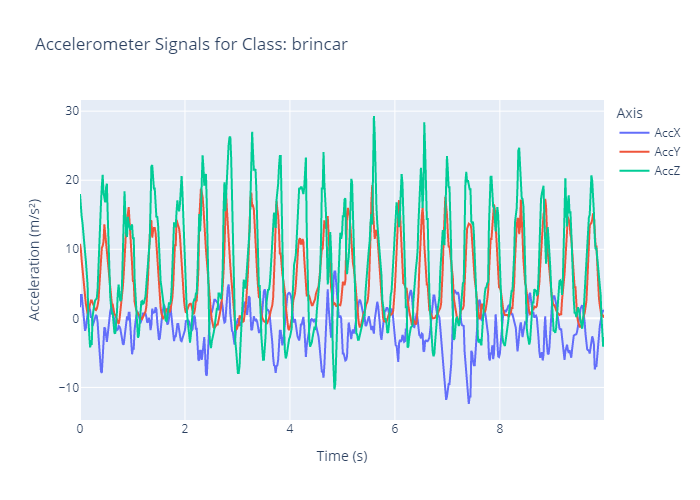 Accelerometer Signals for Class: brincar
Axis
AccX
AccY
AccZ
Acceleration (m/s²)
30
20
10
0
−10
0
2
4
6
8
Time (s)